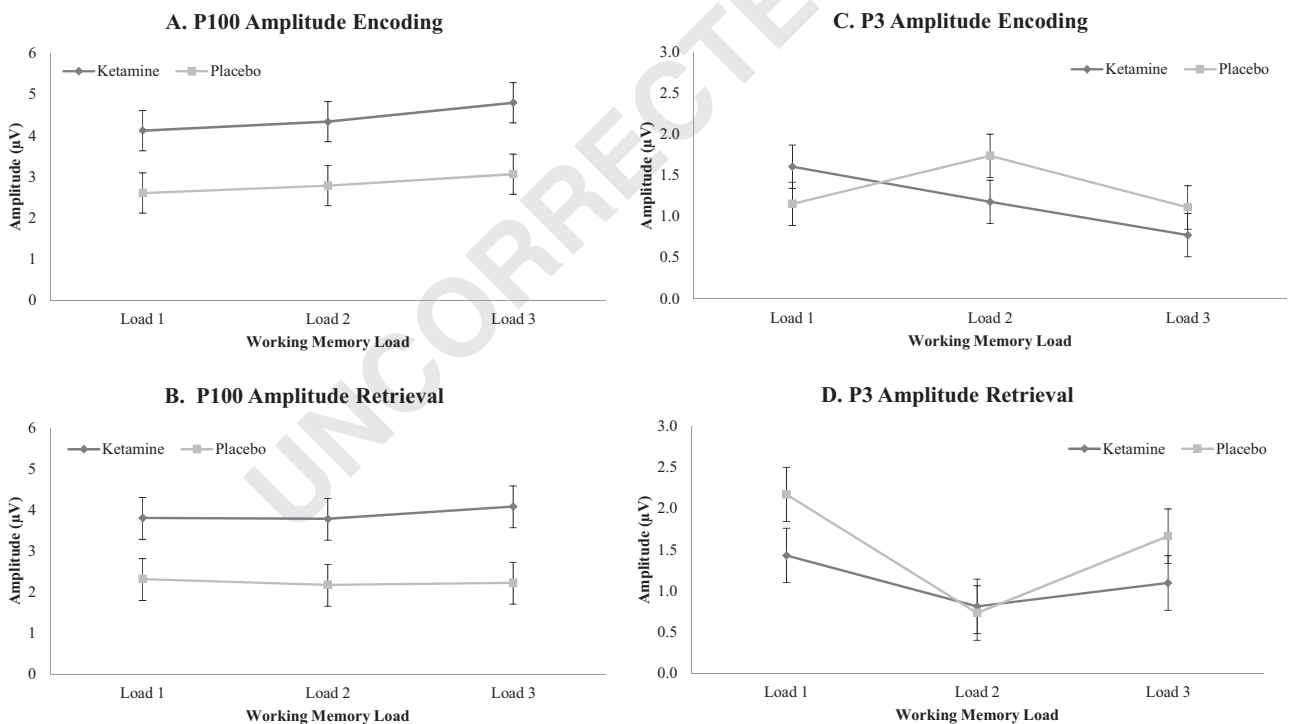 A. P100 Amplitude Encoding
6
5
4
3
2
1
0
Amplitude (µV)
Ketamine
Placebo
Load 1
Load 2
Load 3
Working Memory Load
B. P100 Amplitude Retrieval
6
5
4
3
2
1
0
Amplitude (µV)
Ketamine
Placebo
Load 1
Load 2
Load 3
Working Memory Load
C. P3 Amplitude Encoding
3.0
2.5
2.0
1.5
1.0
0.5
0.0
Amplitude (µV)
Ketamine
Placebo
Load 1
Load 2
Load 3
Working Memory Load
D. P3 Amplitude Retrieval
3.0
2.5
2.0
1.5
1.0
0.5
0.0
Amplitude (µV)
Ketamine
Placebo
Load 1
Load 2
Load 3
Working Memory Load
UNCORRECTE